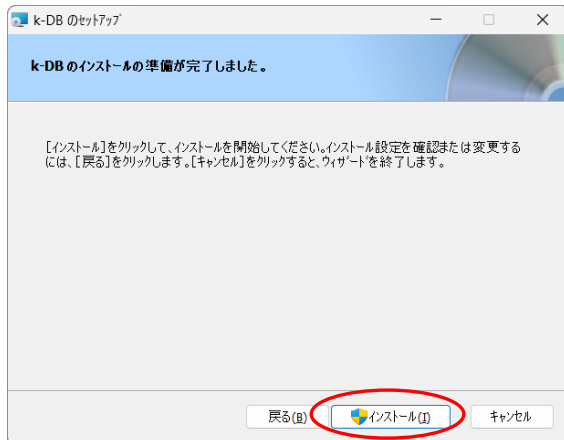 k-DB のｾｯﾄｱｯﾌﾟ
k-DB のｲﾝｽﾄｰﾙの準備が完了しました。
[ｲﾝｽﾄｰﾙ]をｸﾘｯｸして、ｲﾝｽﾄｰﾙを開始してください。ｲﾝｽﾄｰﾙ設定を確認または変更する
には、[戻る]をｸﾘｯｸします。[ｷｬﾝｾﾙ]をｸﾘｯｸすると、ｳｨｻﾞｰﾄﾞを終了します。
戻る(B) ｲﾝｽﾄｰﾙ(I) ｷｬﾝｾﾙ